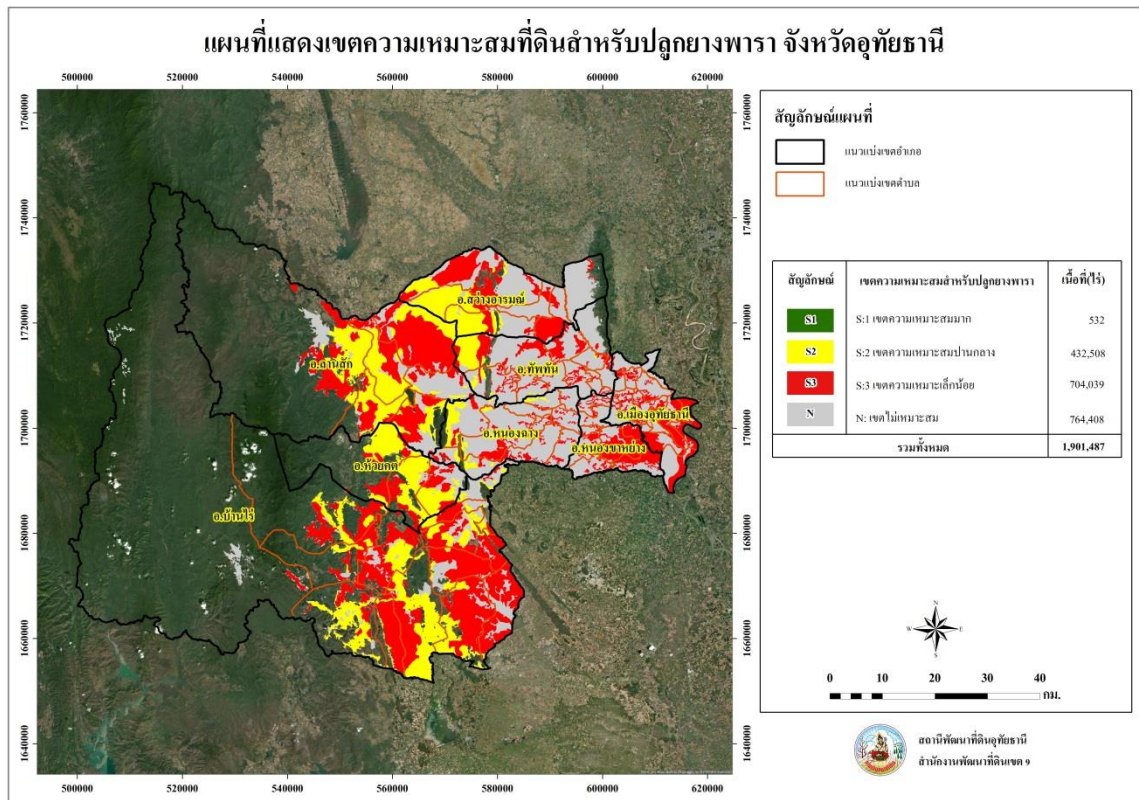 แผนที่แสดงเขตความเหมาะสมที่ดินสำหรับปลูกยางพารา จังหวัดอุทัยธานี
500000 520000 540000 560000 580000 600000 620000
1760000 1760000
1740000 1740000
1720000 1720000
1700000 1700000
1680000 1680000
1660000 1660000
1640000 1640000
อ.สว่างอารมณ์
อ.ลานสัก
อ.ทัพทัน
อ.เมืองอุทัยธานี
อ.หนองฉาง
อ.หนองขาหย่าง
อ.ห้วยคต
อ.บ้านไร่
500000 520000 540000 560000 580000 600000 620000
สัญลักษณ์แผนที่
แนวแบ่งเขตอำเภอ
แนวแบ่งเขตตำบล
สัญลักษณ์ เขตความเหมาะสมสำหรับปลูกยางพารา เนื้อที่(ไร่)
S1 S:1 เขตความเหมาะสมมาก 532
S2 S:2 เขตความเหมาะสมปานกลาง 432,508
S3 S:3 เขตความเหมาะเล็กน้อย 704,039
N N: เขตไม่เหมาะสม 764,408
รวมทั้งหมด 1,901,487
N
W E
S
0 10 20 30 40
กม.
สถานีพัฒนาที่ดินอุทัยธานี
สำนักงานพัฒนาที่ดินเขต 9